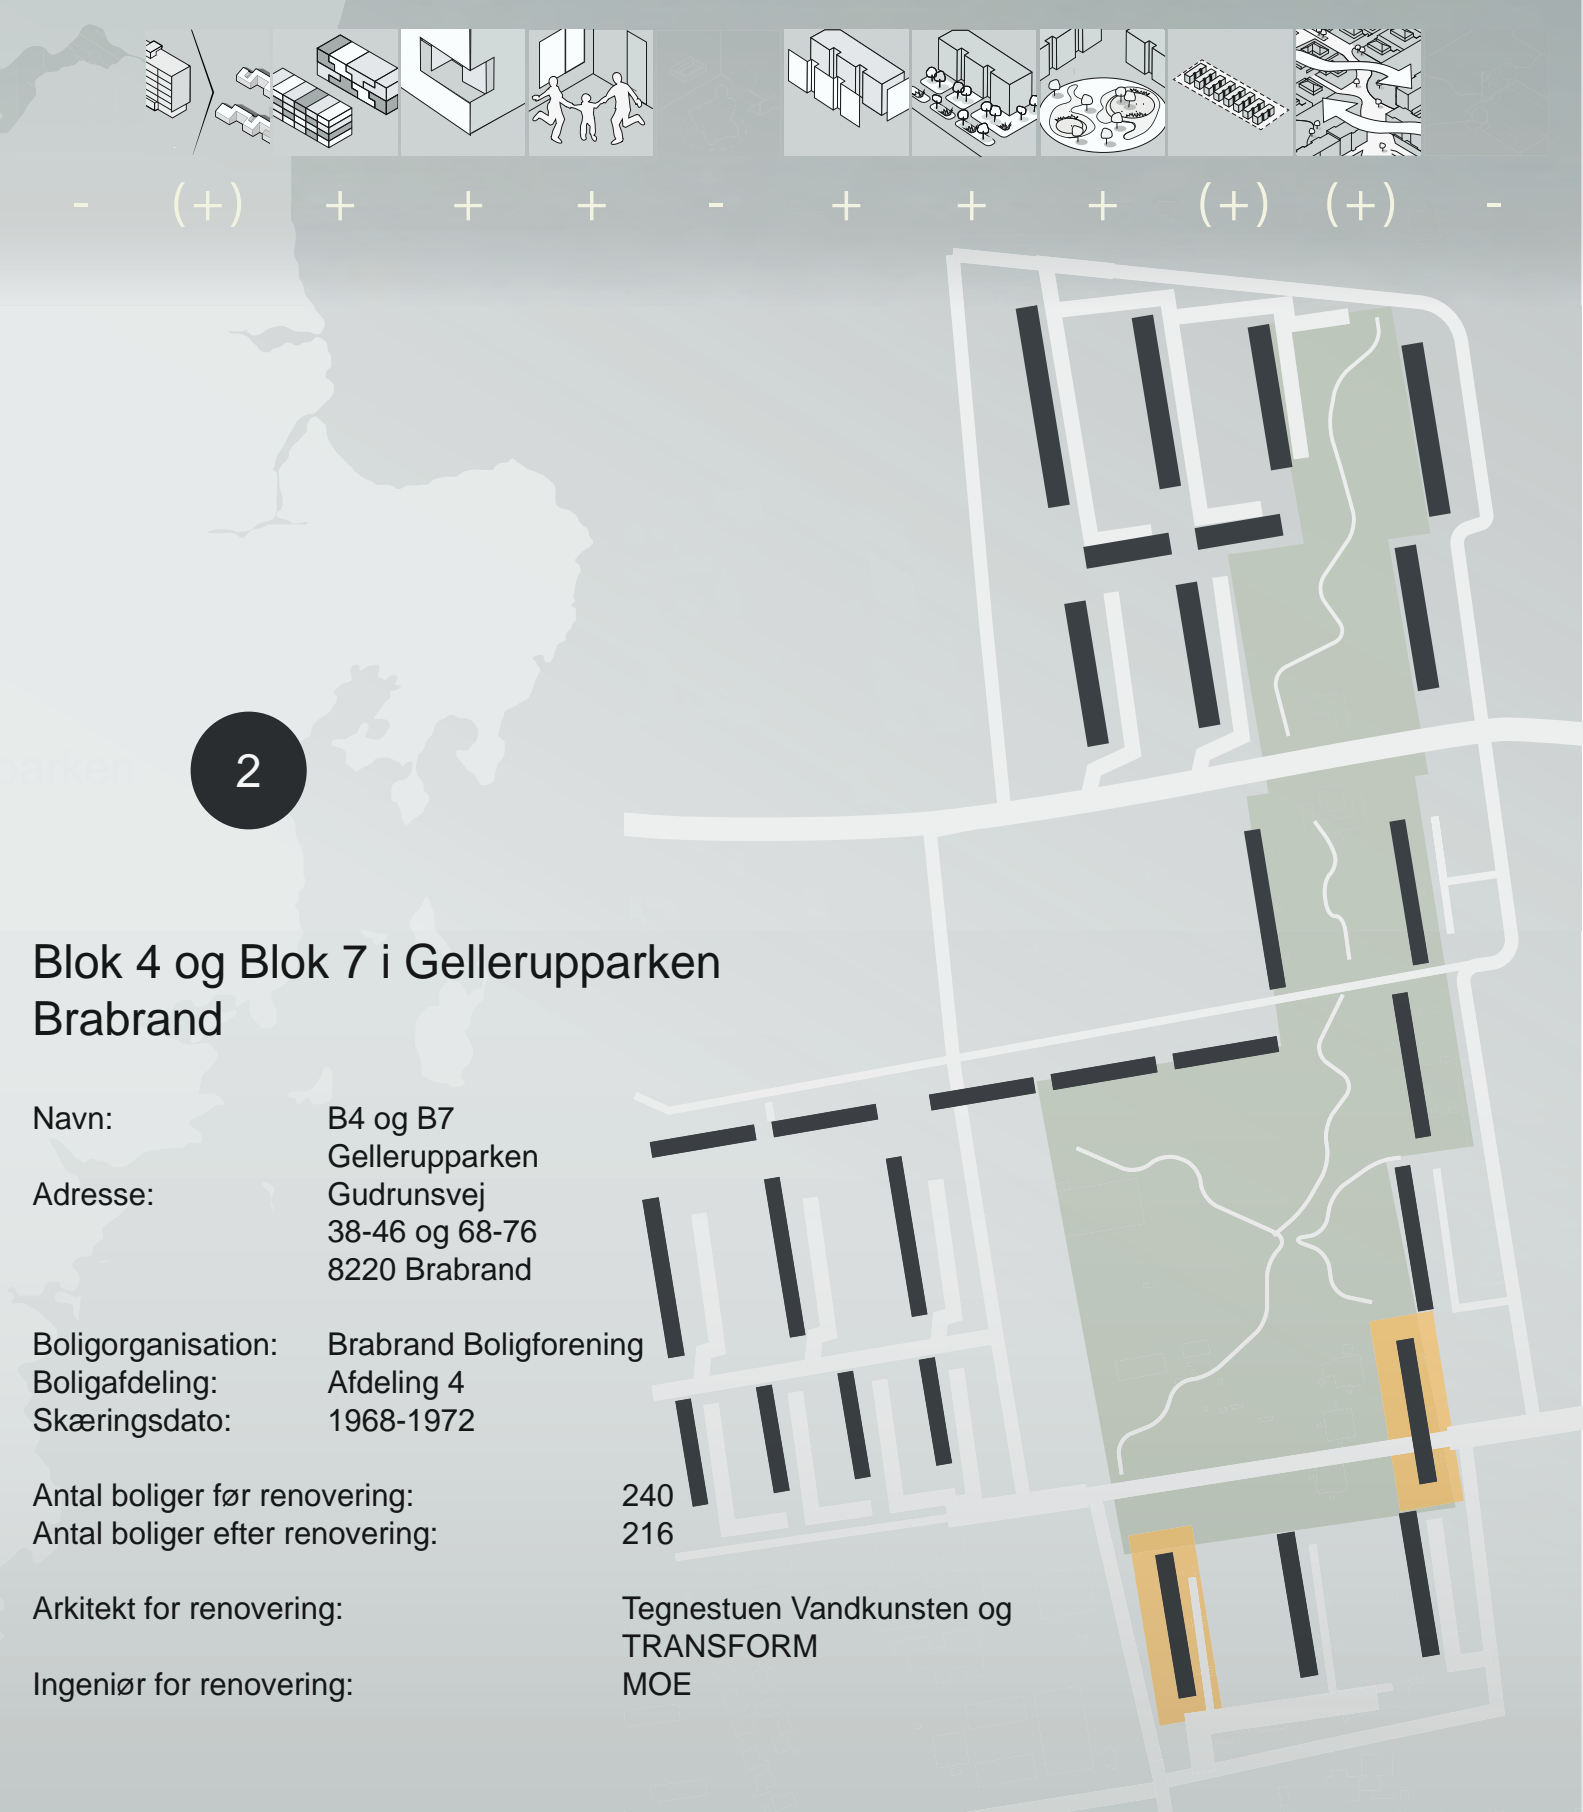 - (+) + + + - + + + (+) (+) -
parken
2
Blok 4 og Blok 7 i Gellerupparken
Brabrand
Navn: B4 og B7
Gellerupparken
Adresse: Gudrunsvej
38-46 og 68-76
8220 Brabrand
Boligorganisation: Brabrand Boligforening
Boligafdeling: Afdeling 4
Skæringsdato: 1968-1972
Antal boliger før renovering: 240
Antal boliger efter renovering: 216
Arkitekt for renovering: Tegnestuen Vandkunsten og
TRANSFORM
Ingeniør for renovering: MOE